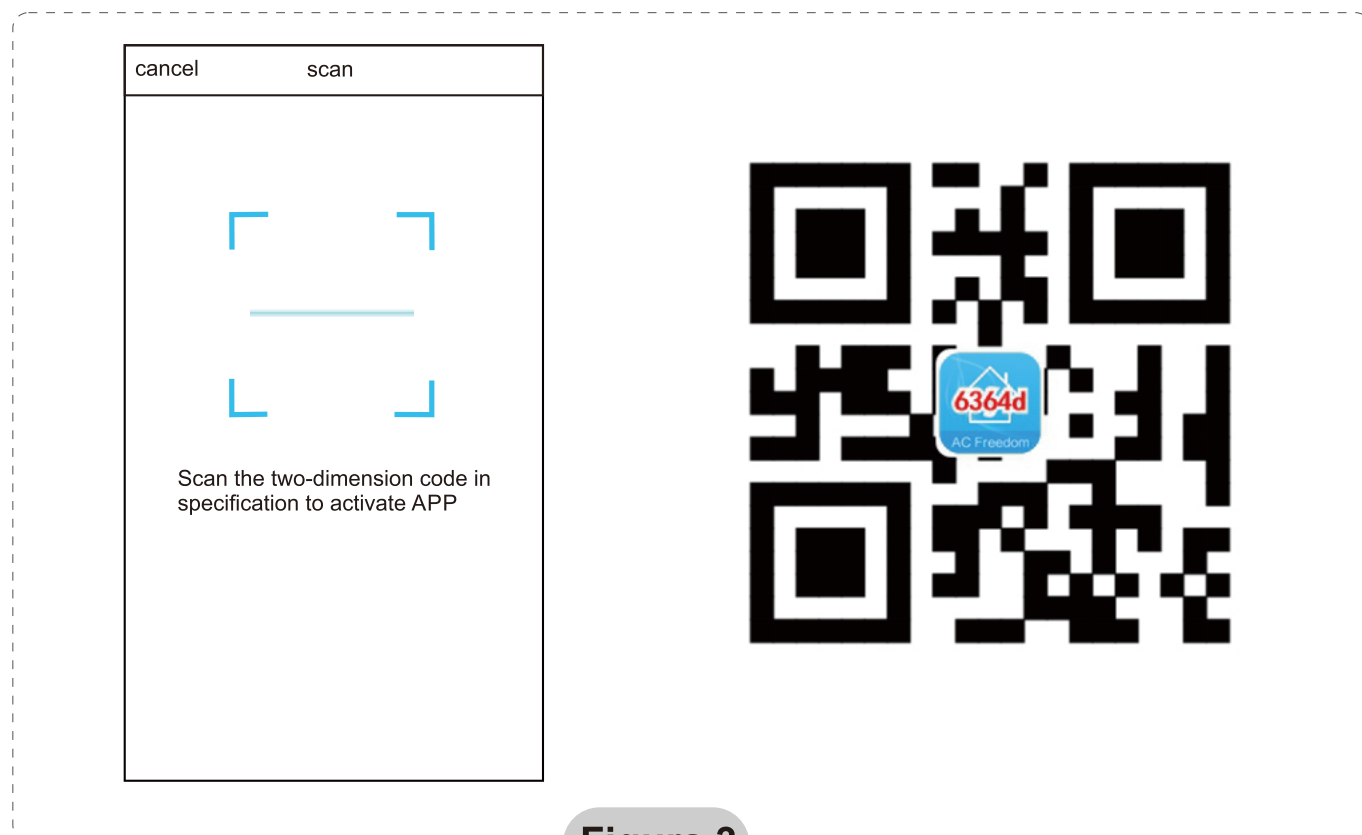 cancel scan
Scan the two-dimension code in
specification to activate APP
6364d
AC Freedom